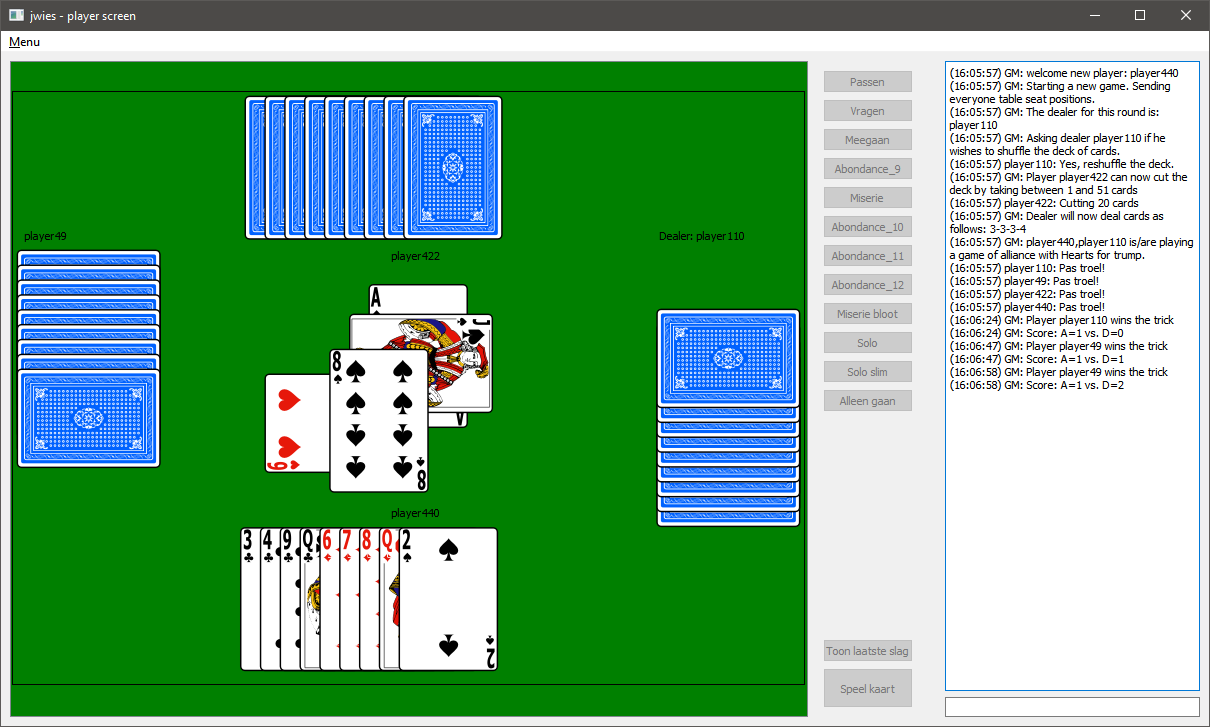 jwies - player screen
Menu
player49
Dealer: player110
player422
A
J
8
6
8
A
player440
3 4 9 Q 6 7 8 Q 2
2
Passen
Vragen
Meegaan
Abondance_9
Miserie
Abondance_10
Abondance_11
Abondance_12
Miserie bloot
Solo
Solo slim
Alleen gaan
Toon laatste slag
Speel kaart
(16:05:57) GM: welcome new player: player440
(16:05:57) GM: Starting a new game. Sending
everyone table seat positions.
(16:05:57) GM: The dealer for this round is:
player110
(16:05:57) GM: Asking dealer player110 if he
wishes to shuffle the deck of cards.
(16:05:57) player110: Yes, reshuffle the deck.
(16:05:57) GM: Player player422 can now cut the
deck by taking between 1 and 51 cards
(16:05:57) player422: Cutting 20 cards
(16:05:57) GM: Dealer will now deal cards as
follows: 3-3-3-4
(16:05:57) GM: player440,player110 is/are playing
a game of alliance with Hearts for trump.
(16:05:57) player110: Pas troel!
(16:05:57) player49: Pas troel!
(16:05:57) player422: Pas troel!
(16:05:57) player440: Pas troel!
(16:06:24) GM: Player player110 wins the trick
(16:06:24) GM: Score: A=1 vs. D=0
(16:06:47) GM: Player player49 wins the trick
(16:06:47) GM: Score: A=1 vs. D=1
(16:06:58) GM: Player player49 wins the trick
(16:06:58) GM: Score: A=1 vs. D=2